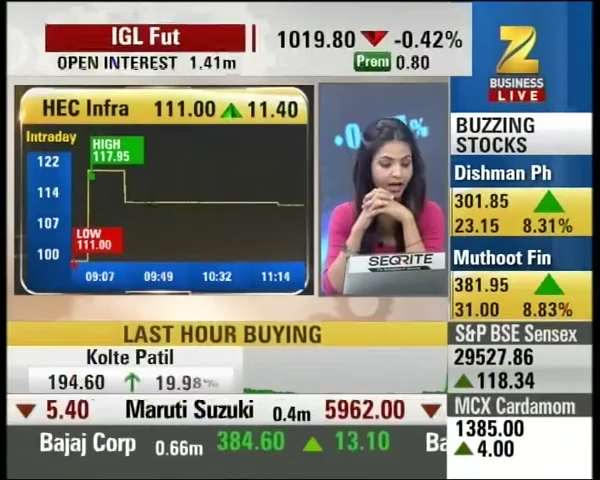 IGL Fut
OPEN INTEREST 1.41m
1019.80 -0.42%
Prem 0.80
Z
BUSINESS
LIVE
HEC Infra 111.00 11.40
Intraday
HIGH
117.95
LOW
111.00
122
114
107
100
09:07 09:49 10:32 11:14
SEQRITE
BUZZING
STOCKS
Dishman Ph
301.85
23.15 8.31%
Muthoot Fin
381.95
31.00 8.83%
S&P BSE Sensex
29527.86
118.34
MCX Cardamom
1385.00
4.00
LAST HOUR BUYING
Kolte Patil
194.60 19.98%
5.40 Maruti Suzuki 0.4m 5962.00
Bajaj Corp 0.66m 384.60 13.10 Ba